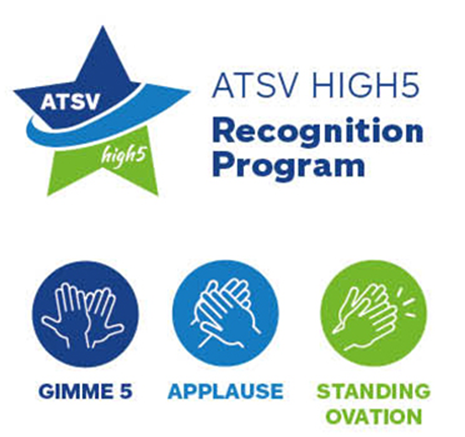 ATSV
high5
ATSV HIGH5
Recognition
Program
GIMME 5
APPLAUSE
STANDING
OVATION